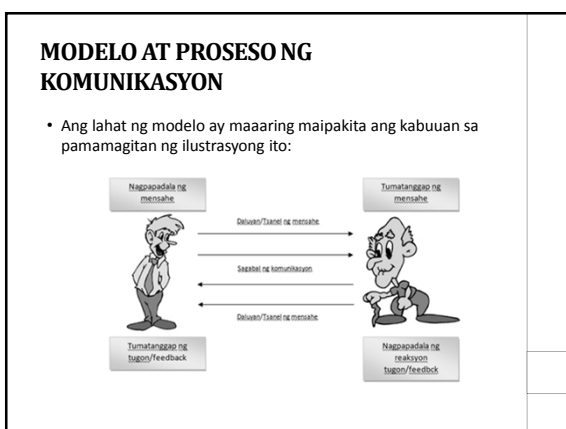 MODELO AT PROSESO NG
KOMUNIKASYON
• Ang lahat ng modelo ay maaaring maipakita ang kabuuan sa
pamamagitan ng ilustrasyong ito:
Nagpapadala ng
mensahe
Tumatanggap ng
mensahe
Daluyan/Tsanel ng mensahe
Sagabal ng komunikasyon
Daluyan/Tsanel ng mensahe
Tumatanggap ng
tugon/feedback
Nagpapadala ng
reaksyon
tugon/feedbck